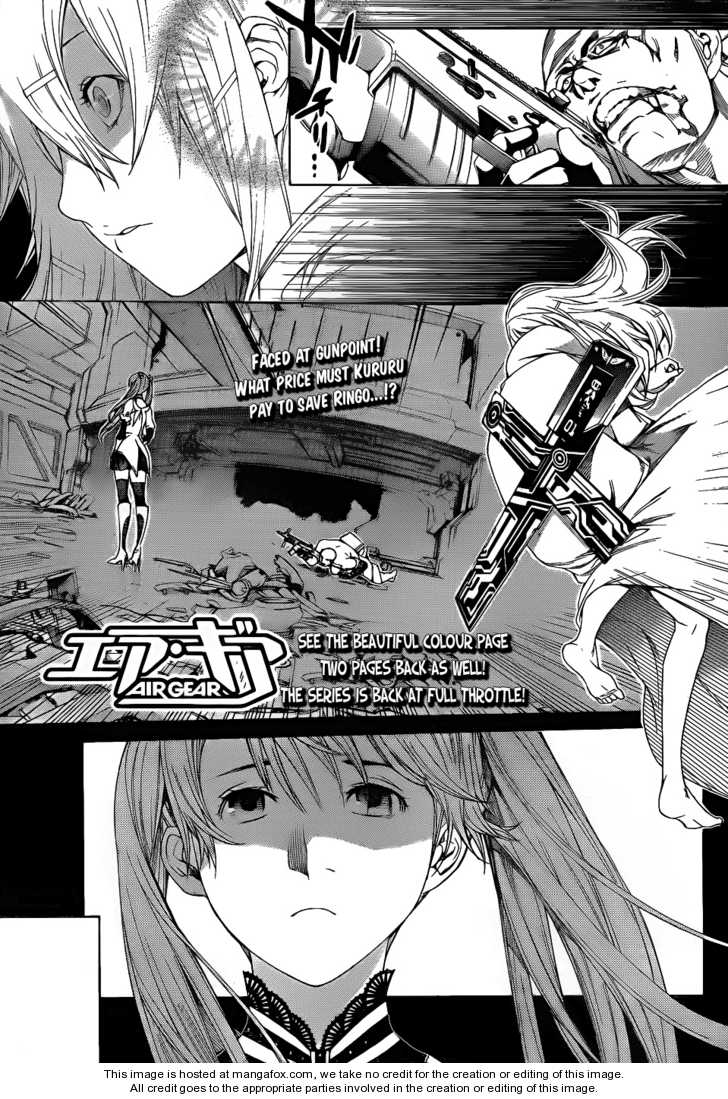 FACED AT GUNPOINT!
WHAT PRICE MUST KURURU
PAY TO SAVE RINGO...!?
エア・ギア
AIR GEAR
SEE THE BEAUTIFUL COLOUR PAGE
TWO PAGES BACK AS WELL!
THE SERIES IS BACK AT FULL THROTTLE!
This image is hosted at mangafox.com, we take no credit for the creation or editing of this image.
All credit goes to the appropriate parties involved in the creation or editing of this image.